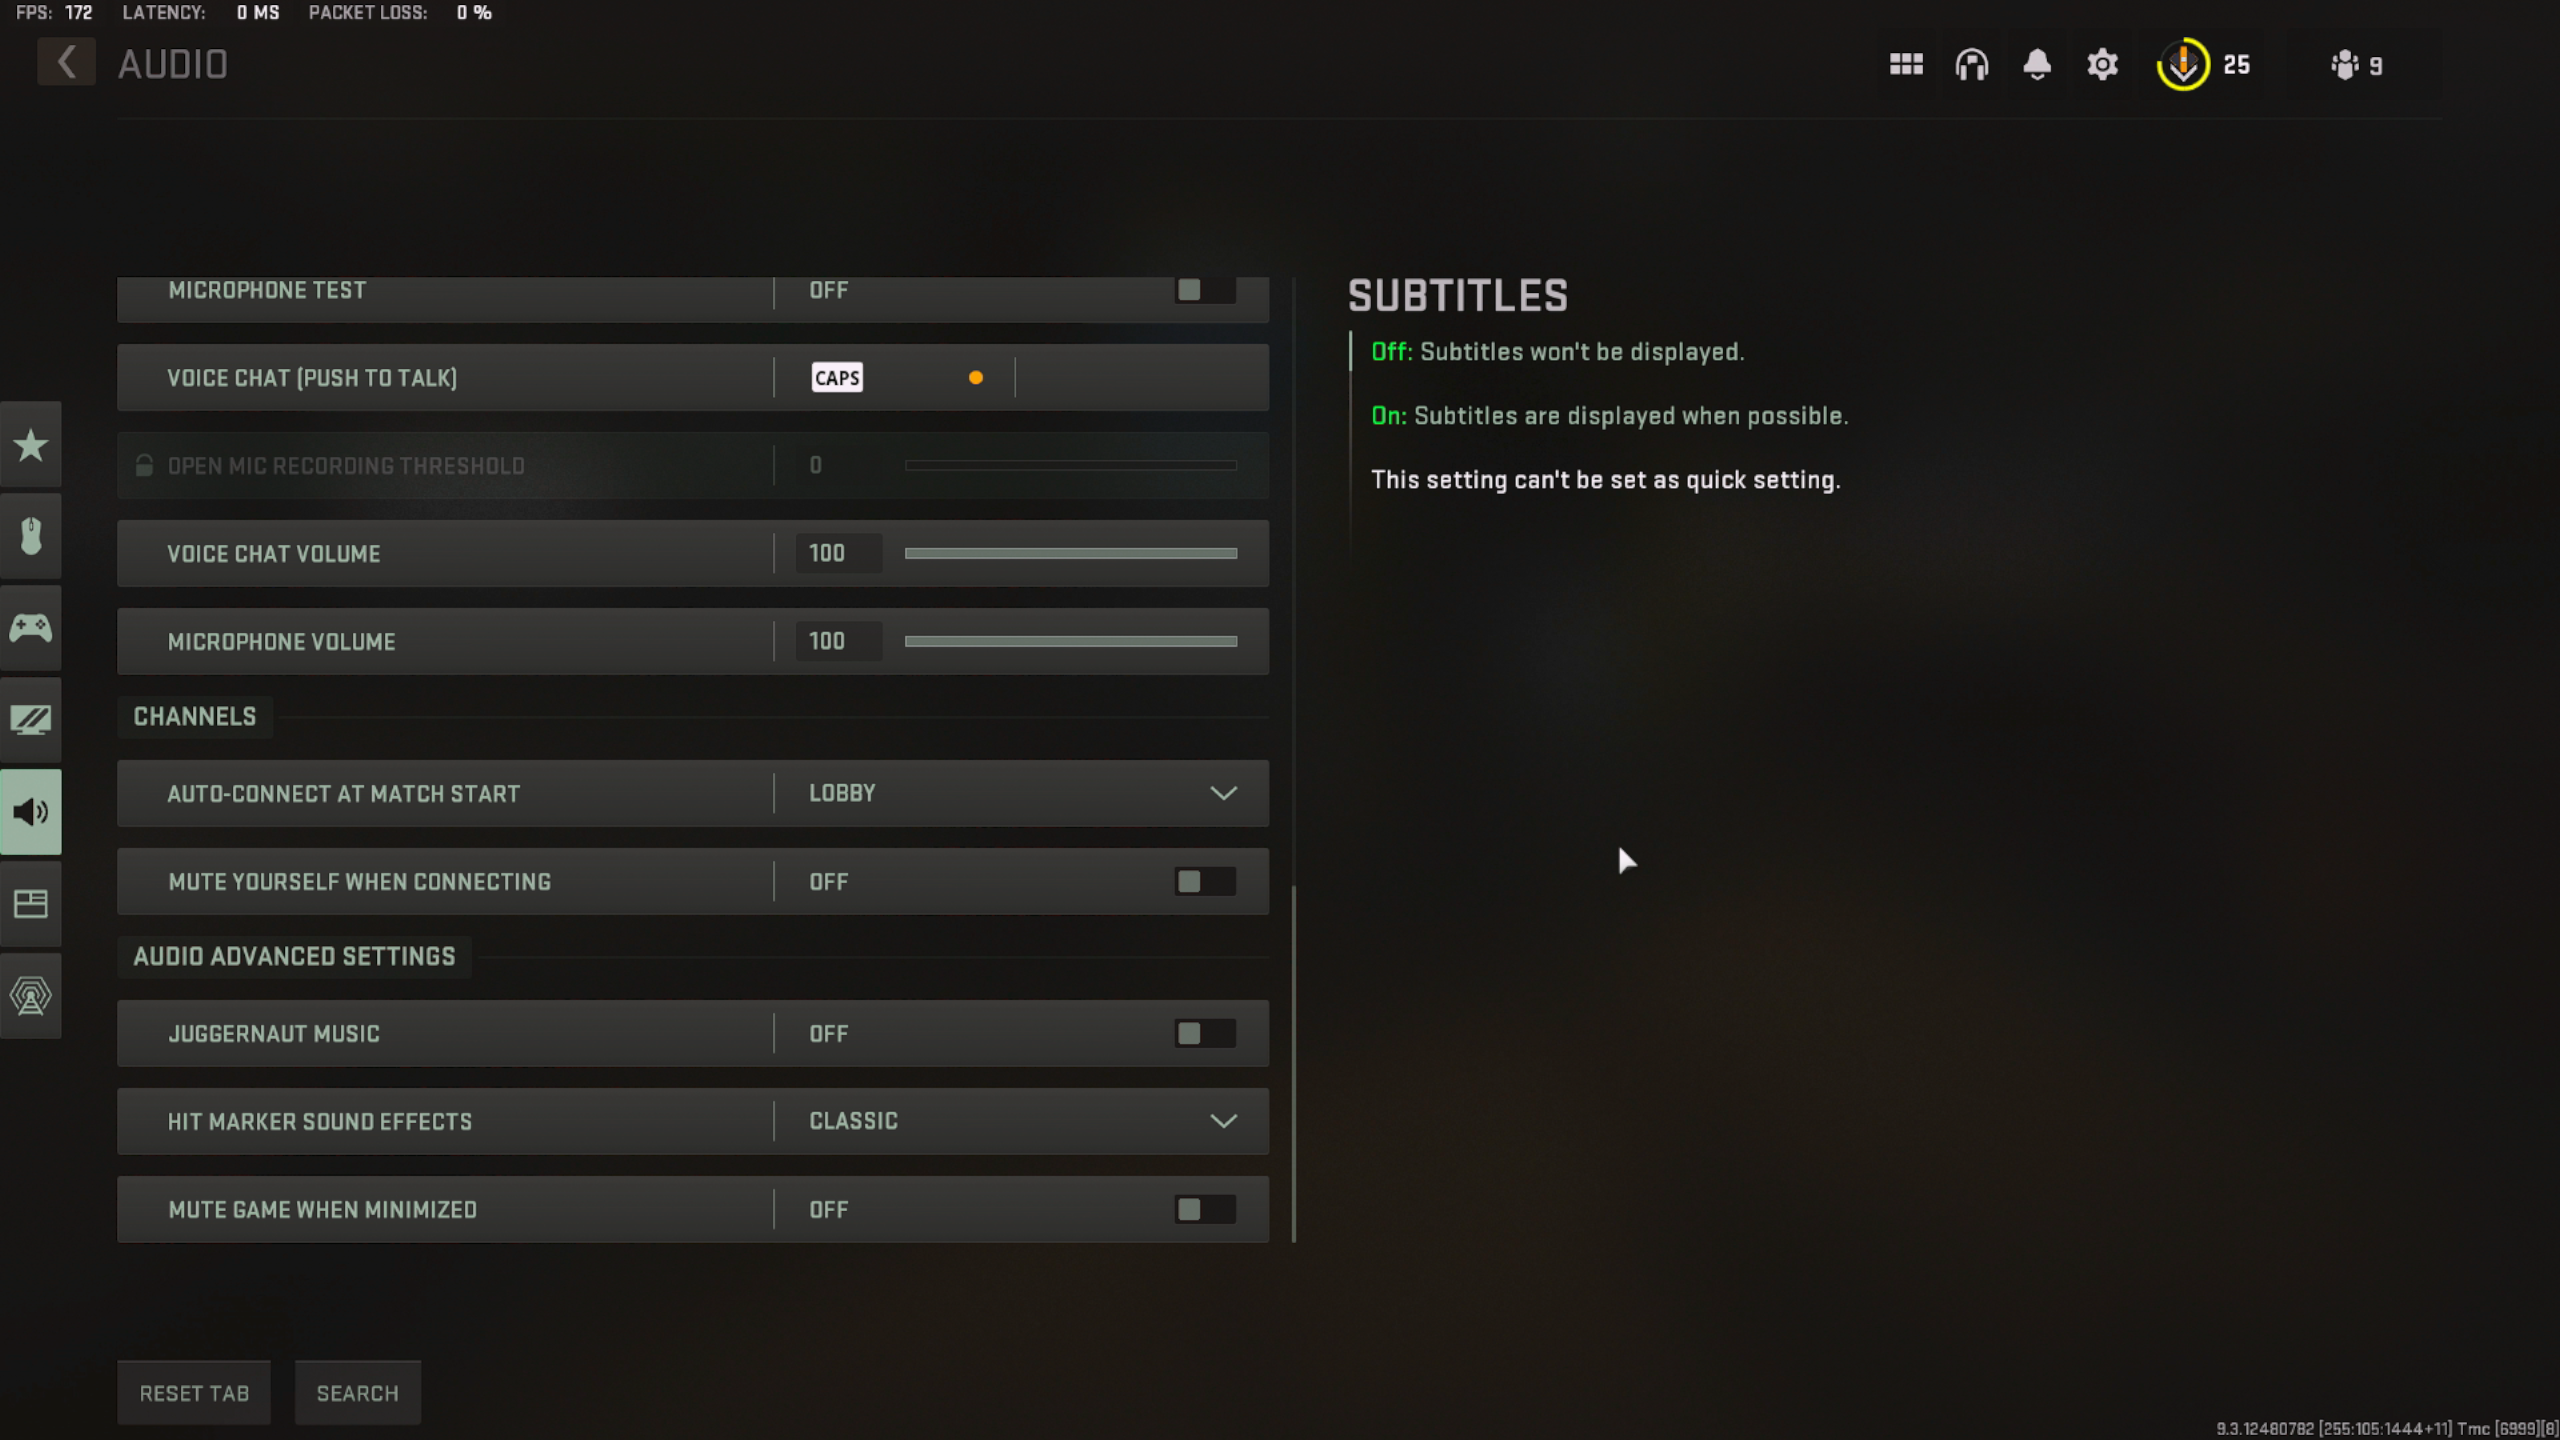 FPS: 172 LATENCY: 0 MS PACKET LOSS: 0 %
AUDIO
25
9
MICROPHONE TEST OFF
VOICE CHAT (PUSH TO TALK) CAPS
OPEN MIC RECORDING THRESHOLD 0
VOICE CHAT VOLUME 100
MICROPHONE VOLUME 100
CHANNELS
AUTO-CONNECT AT MATCH START LOBBY
MUTE YOURSELF WHEN CONNECTING OFF
AUDIO ADVANCED SETTINGS
JUGGERNAUT MUSIC OFF
HIT MARKER SOUND EFFECTS CLASSIC
MUTE GAME WHEN MINIMIZED OFF
SUBTITLES
Off: Subtitles won't be displayed.
On: Subtitles are displayed when possible.
This setting can't be set as quick setting.
RESET TAB SEARCH
9.3.12480782 [255:105:1444+11] Tmc [6999][8]